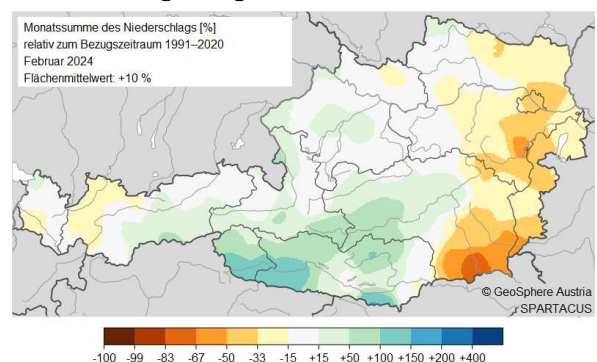 Monatssumme des Niederschlags [%]
relativ zum Bezugszeitraum 1991–2020
Februar 2024
Flächenmittelwert: +10 %
© GeoSphere Austria
SPARTACUS
-100 -99 -83 -67 -50 -33 -15 +15 +50 +100 +150 +200 +400